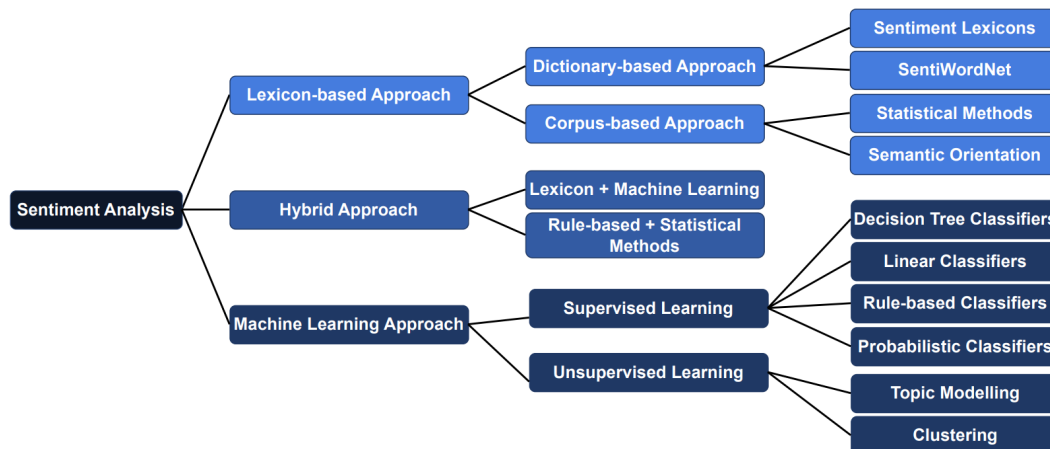 Sentiment Analysis
Lexicon-based Approach
Dictionary-based Approach
Sentiment Lexicons
SentiWordNet
Corpus-based Approach
Statistical Methods
Semantic Orientation
Hybrid Approach
Lexicon + Machine Learning
Rule-based + Statistical
Methods
Machine Learning Approach
Supervised Learning
Decision Tree Classifiers
Linear Classifiers
Rule-based Classifiers
Probabilistic Classifiers
Unsupervised Learning
Topic Modelling
Clustering